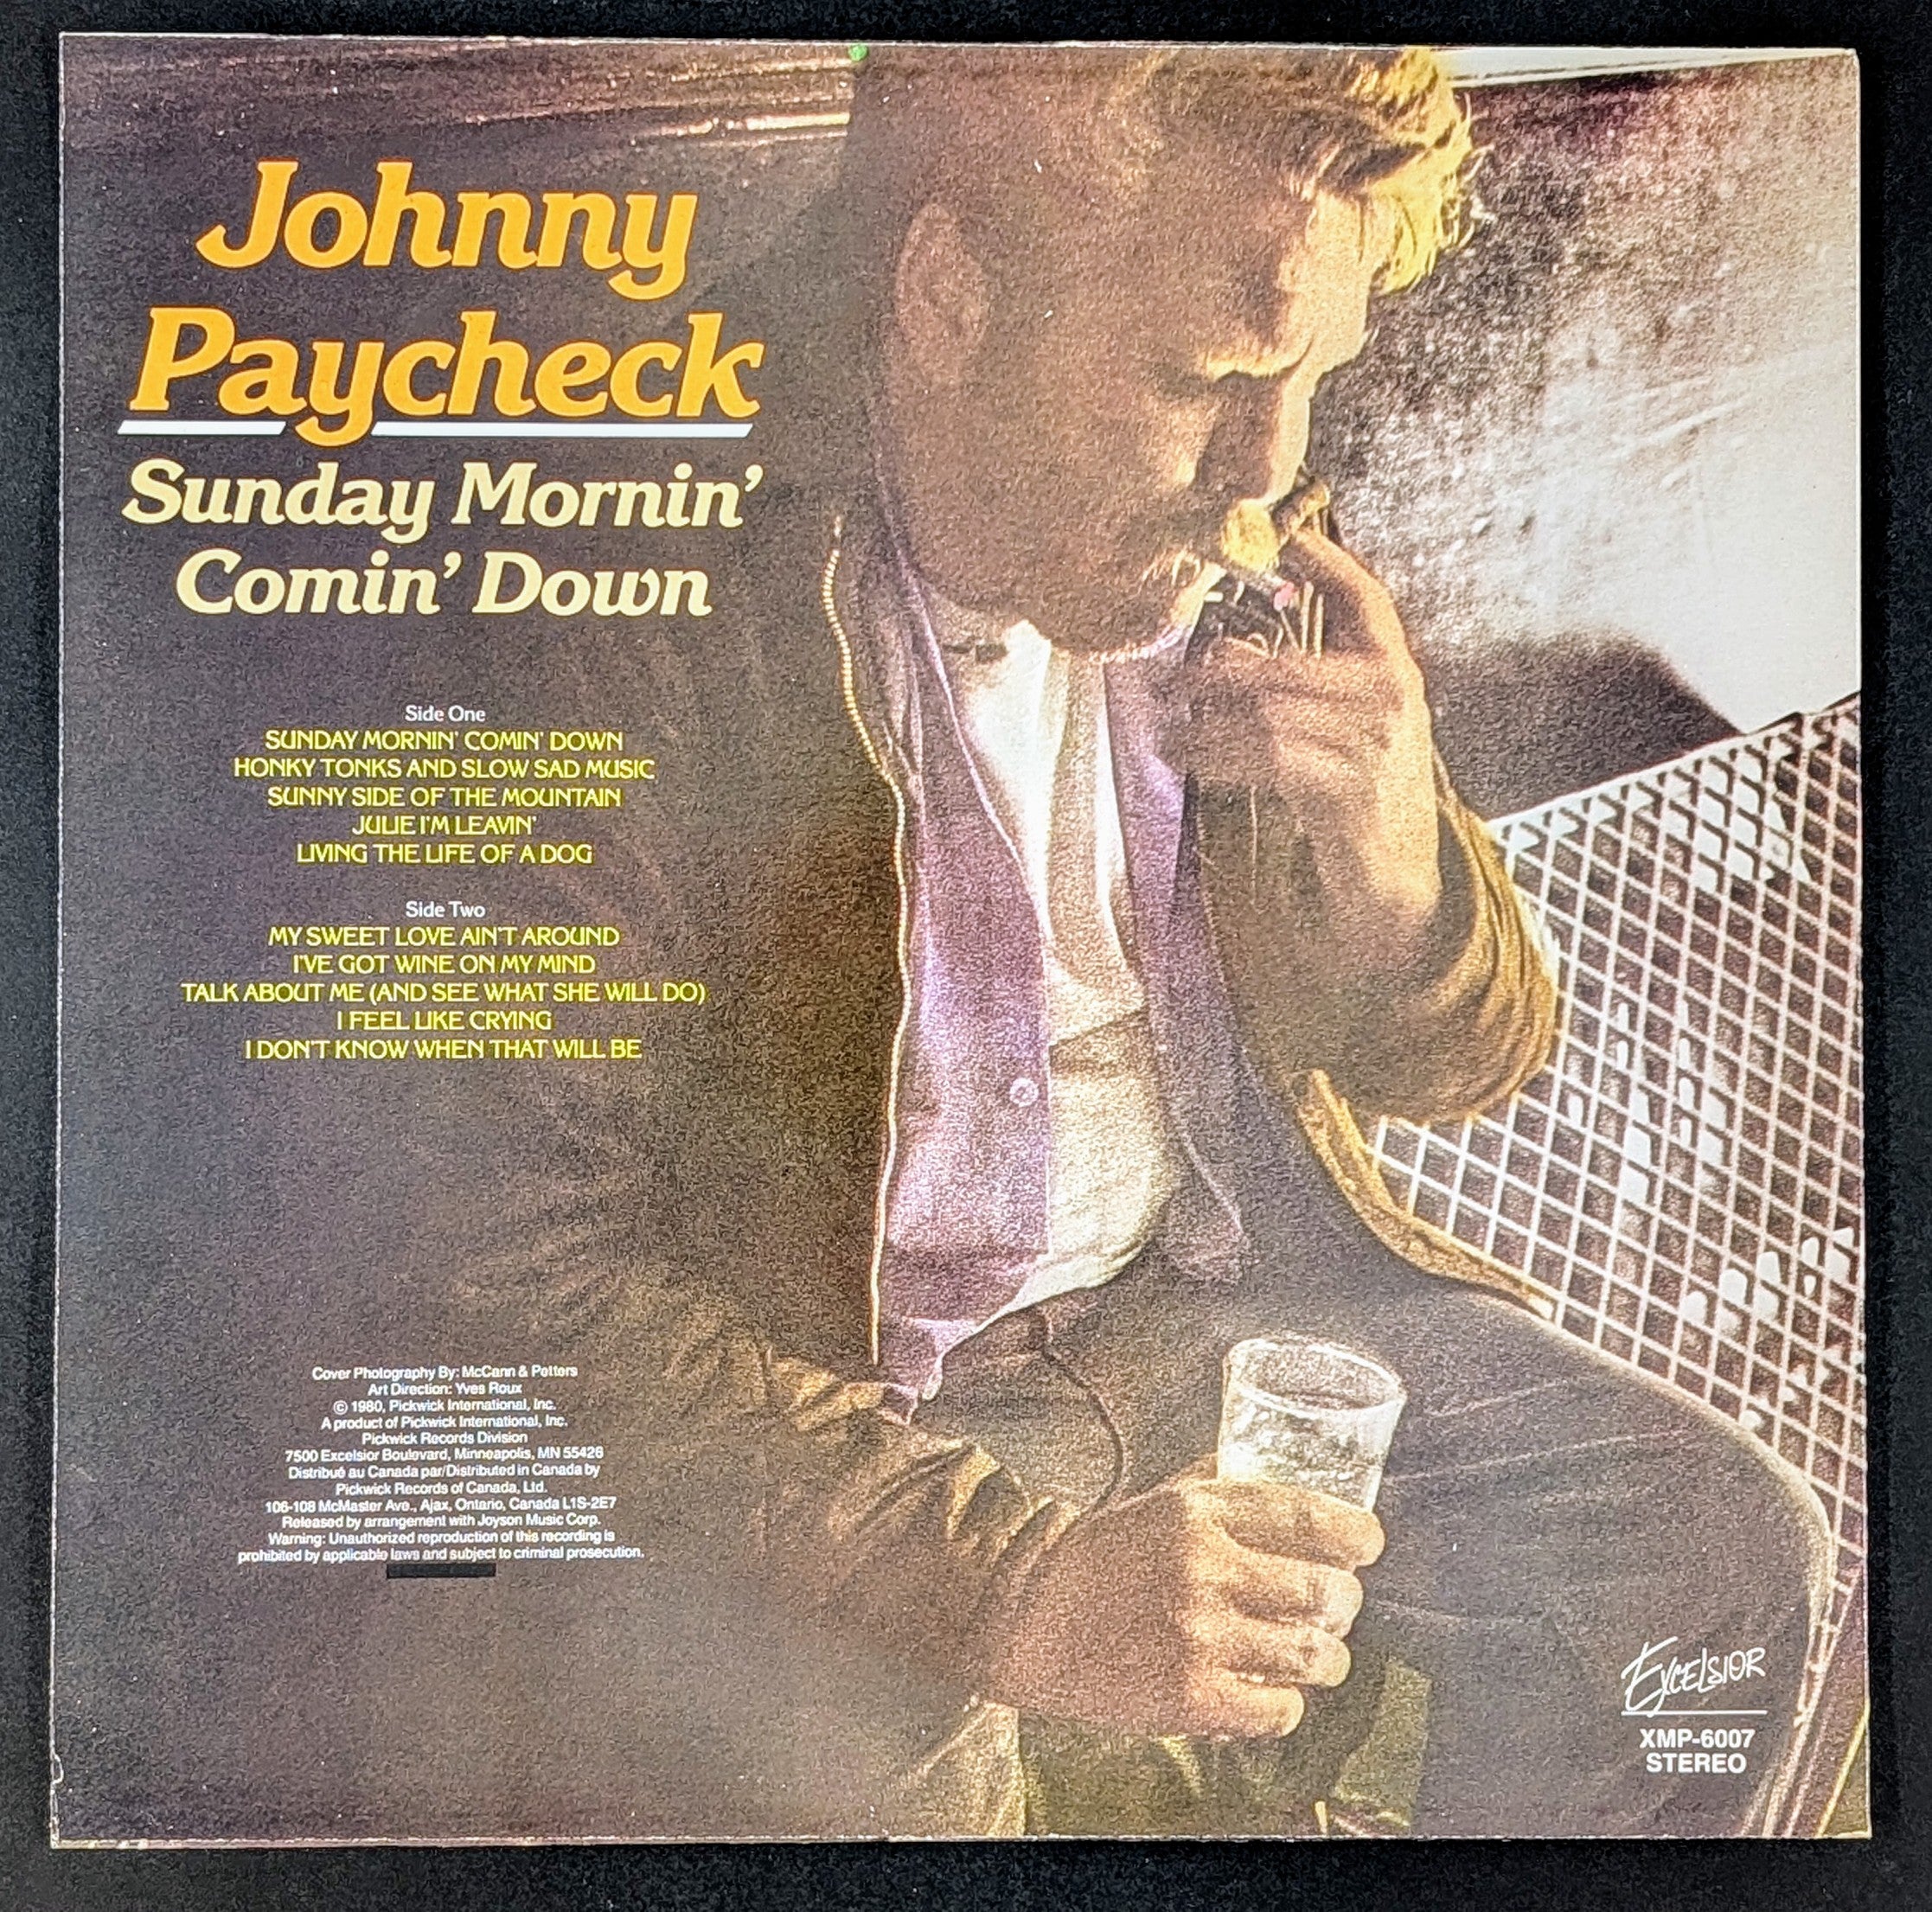 Johnny
Paycheck
Sunday Mornin'
Comin' Down
Side One
SUNDAY MORNIN' COMIN' DOWN
HONKY TONKS AND SLOW SAD MUSIC
SUNNY SIDE OF THE MOUNTAIN
JULIE I'M LEAVIN'
LIVING THE LIFE OF A DOG
Side Two
MY SWEET LOVE AIN'T AROUND
I'VE GOT WINE ON MY MIND
TALK ABOUT ME (AND SEE WHAT SHE WILL DO)
I FEEL LIKE CRYING
I DON'T KNOW WHEN THAT WILL BE
Cover Photography By: McCann & Petters
Art Direction: Yves Roux
© 1980, Pickwick International, Inc.
A product of Pickwick International, Inc.
Pickwick Records Division
7500 Excelsior Boulevard, Minneapolis, MN 55426
Distribué au Canada par/Distributed in Canada by
Pickwick Records of Canada, Ltd.
106-108 McMaster Ave., Ajax, Ontario, Canada L1S-2E7
Released by arrangement with Joyson Music Corp.
Warning: Unauthorized reproduction of this recording is
prohibited by applicable laws and subject to criminal prosecution.
EXCELSIOR
XMP-6007
STEREO